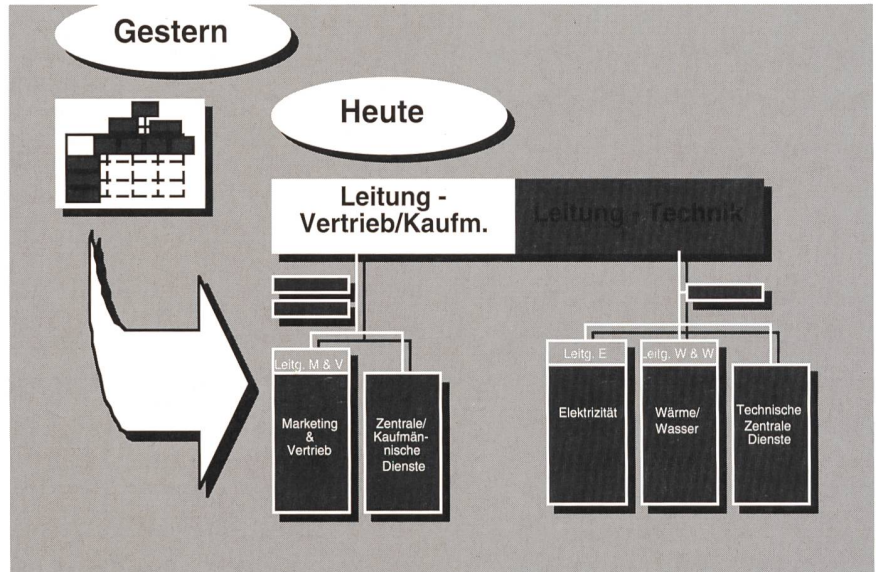 Gestern
Heute
Leitung -
Vertrieb/Kaufm.
Leitung - Technik
Leitg. M & V
Marketing
&
Vertrieb
Zentrale/
Kaufmän-
nische
Dienste
Leitg. E
Elektrizität
Leitg. W & W
Wärme/
Wasser
Technische
Zentrale
Dienste